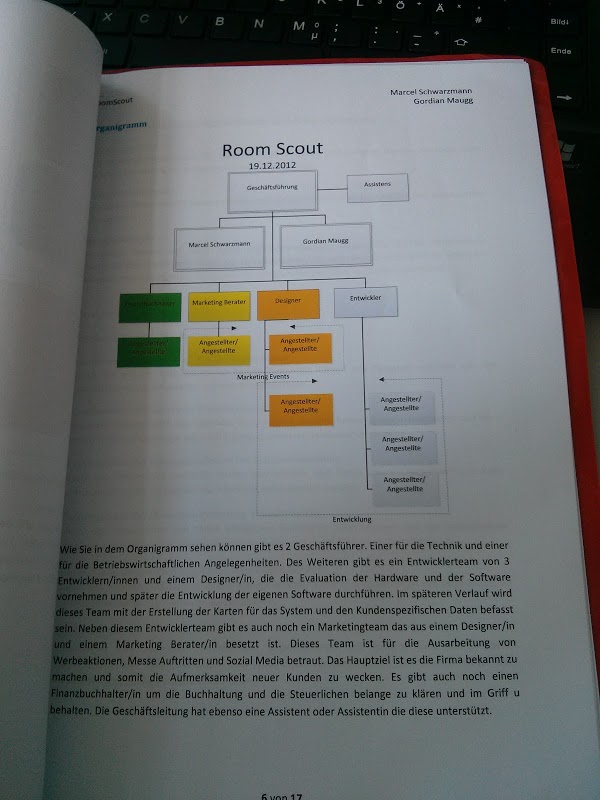 X C V B N M µ
L Ö Ä #
Bild↓
Ende
RoomScout
Marcel Schwarzmann
Gordian Maugg
Organigramm
Room Scout
19.12.2012
Geschäftsführung
Assistens
Marcel Schwarzmann
Gordian Maugg
Marketing Berater
Designer
Entwickler
Angestellter/
Angestellte
Angestellter/
Angestellte
Marketing Events
Angestellter/
Angestellte
Angestellter/
Angestellte
Angestellter/
Angestellte
Angestellter/
Angestellte
Entwicklung
Wie Sie in dem Organigramm sehen können gibt es 2 Geschäftsführer. Einer für die Technik und einer
für die Betriebswirtschaftlichen Angelegenheiten. Des Weiteren gibt es ein Entwicklerteam von 3
Entwicklern/innen und einem Designer/in, die die Evaluation der Hardware und der Software
vornehmen und später die Entwicklung der eigenen Software durchführen. Im späteren Verlauf wird
dieses Team mit der Erstellung der Karten für das System und den Kundenspezifischen Daten befasst
sein. Neben diesem Entwicklerteam gibt es auch noch ein Marketingteam das aus einem Designer/in
und einem Marketing Berater/in besetzt ist. Dieses Team ist für die Ausarbeitung von
Werbeaktionen, Messe Auftritten und Sozial Media betraut. Das Hauptziel ist es die Firma bekannt zu
machen und somit die Aufmerksamkeit neuer Kunden zu wecken. Es gibt auch noch einen
Finanzbuchhalter/in um die Buchhaltung und die Steuerlichen belange zu klären und im Griff u
behalten. Die Geschäftsleitung hat ebenso eine Assistent oder Assistentin die diese unterstützt.
6 von 17